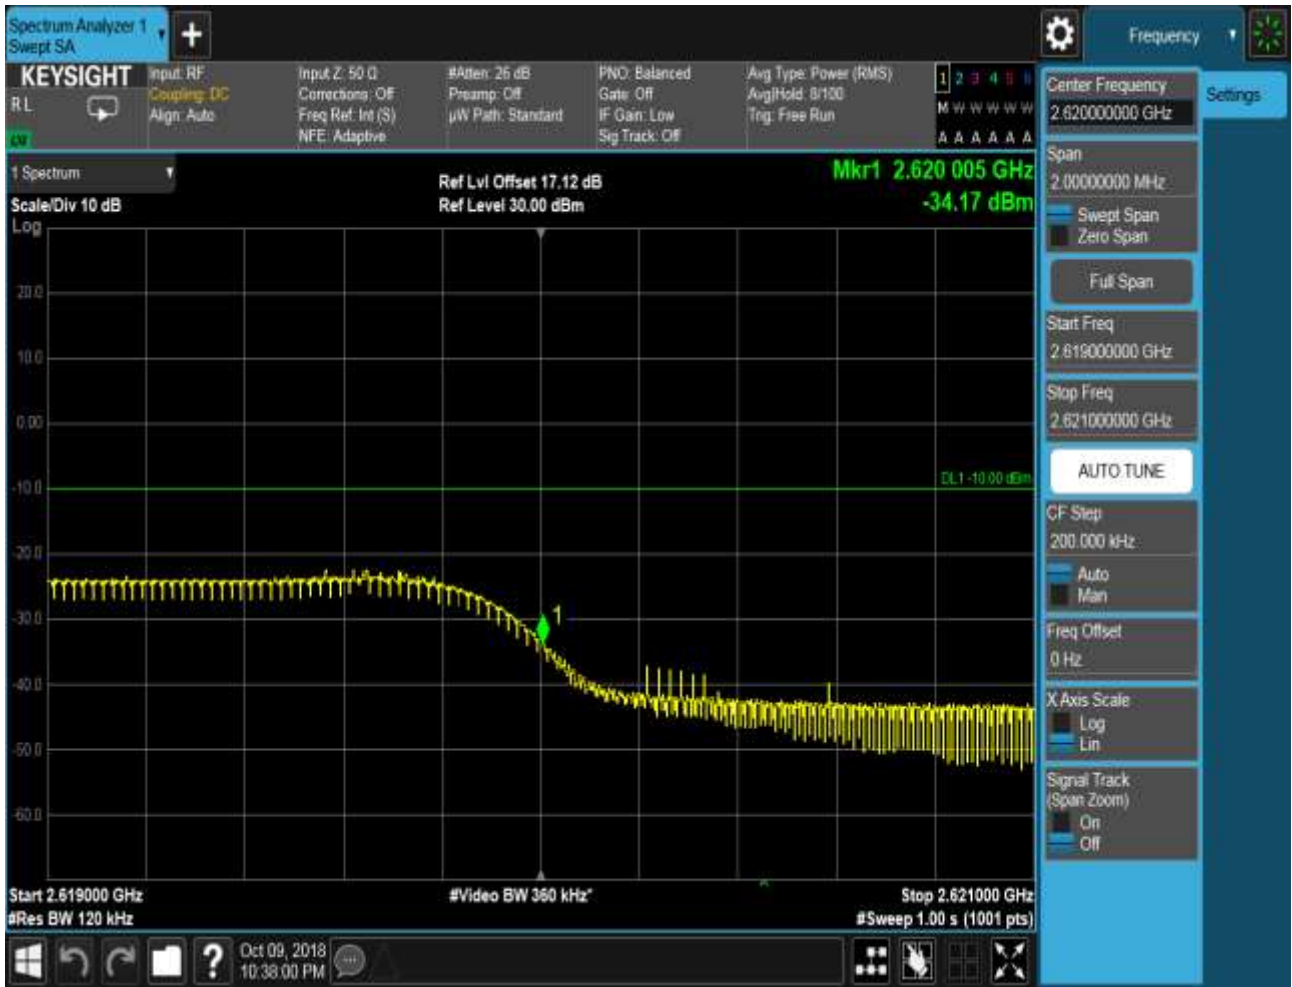 Spectrum Analyzer 1
Swept SA
+
Frequency
KEYSIGHT
RL
Input: RF
Coupling: DC
Align: Auto
Input Z: 50 Ω
Corrections: Off
Freq Ref: Int (S)
NFE: Adaptive
#Atten: 26 dB
Preamp: Off
µW Path: Standard
PNO: Balanced
Gate: Off
IF Gain: Low
Sig Track: Off
Avg Type: Power (RMS)
Avg|Hold: 8/100
Trig: Free Run
1 2 3 4 5 6
M W W W W W
A A A A A A
1 Spectrum
Scale/Div 10 dB
Log
Ref Lvl Offset 17.12 dB
Ref Level 30.00 dBm
Mkr1 2.620 005 GHz
-34.17 dBm
20.0
10.0
0.00
-10.0
-20.0
-30.0
-40.0
-50.0
-60.0
DL1 -10.00 dBm
1
Start 2.619000 GHz
#Res BW 120 kHz
#Video BW 360 kHz*
Stop 2.621000 GHz
#Sweep 1.00 s (1001 pts)
Oct 09, 2018
10:38:00 PM
Center Frequency
2.620000000 GHz
Settings
Span
2.00000000 MHz
Swept Span
Zero Span
Full Span
Start Freq
2.619000000 GHz
Stop Freq
2.621000000 GHz
AUTO TUNE
CF Step
200.000 kHz
Auto
Man
Freq Offset
0 Hz
X Axis Scale
Log
Lin
Signal Track
(Span Zoom)
On
Off